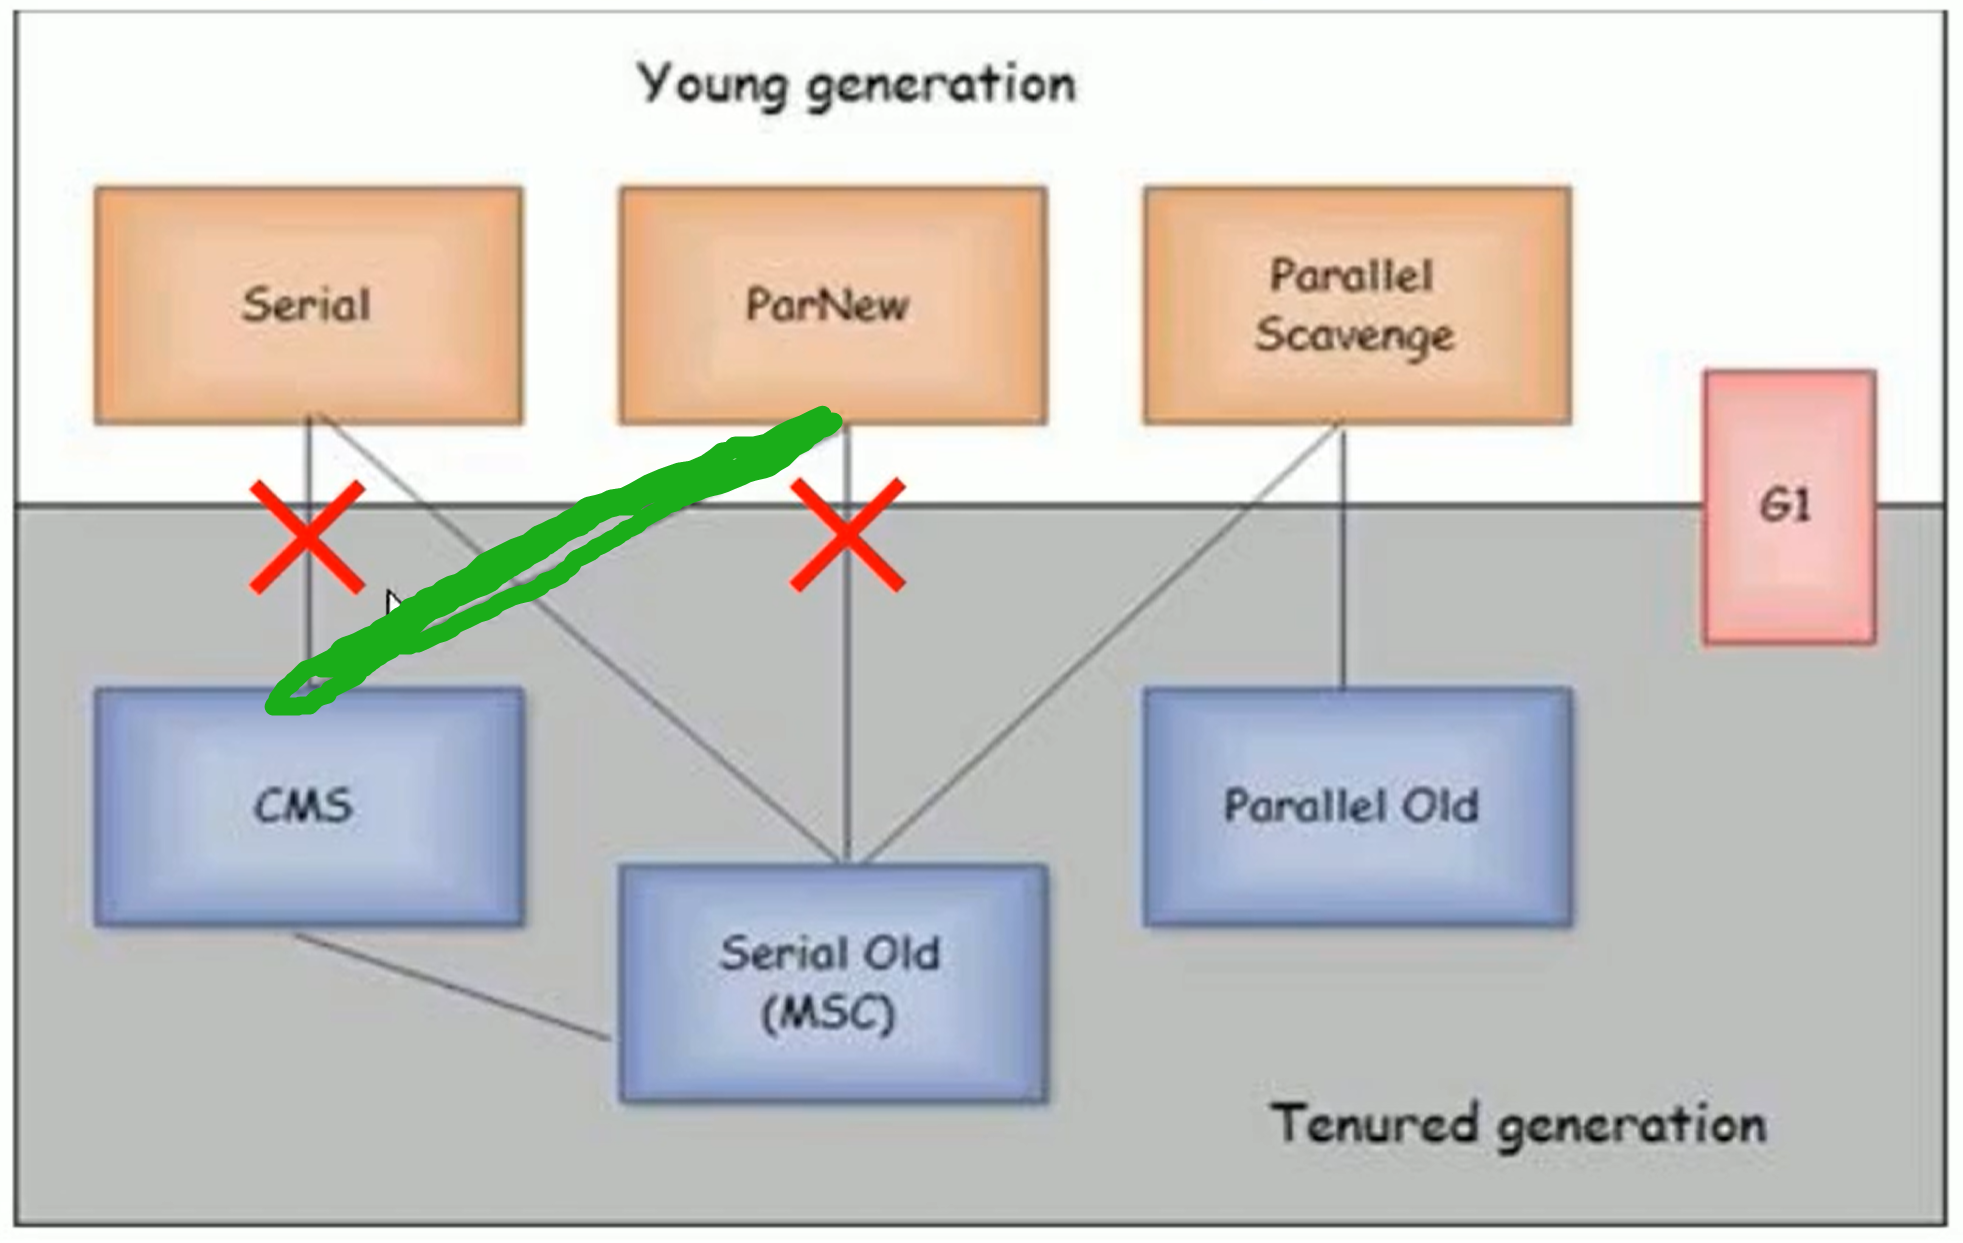 Young generation
Serial
ParNew
Parallel
Scavenge
G1
CMS
Parallel Old
Serial Old
(MSC)
Tenured generation